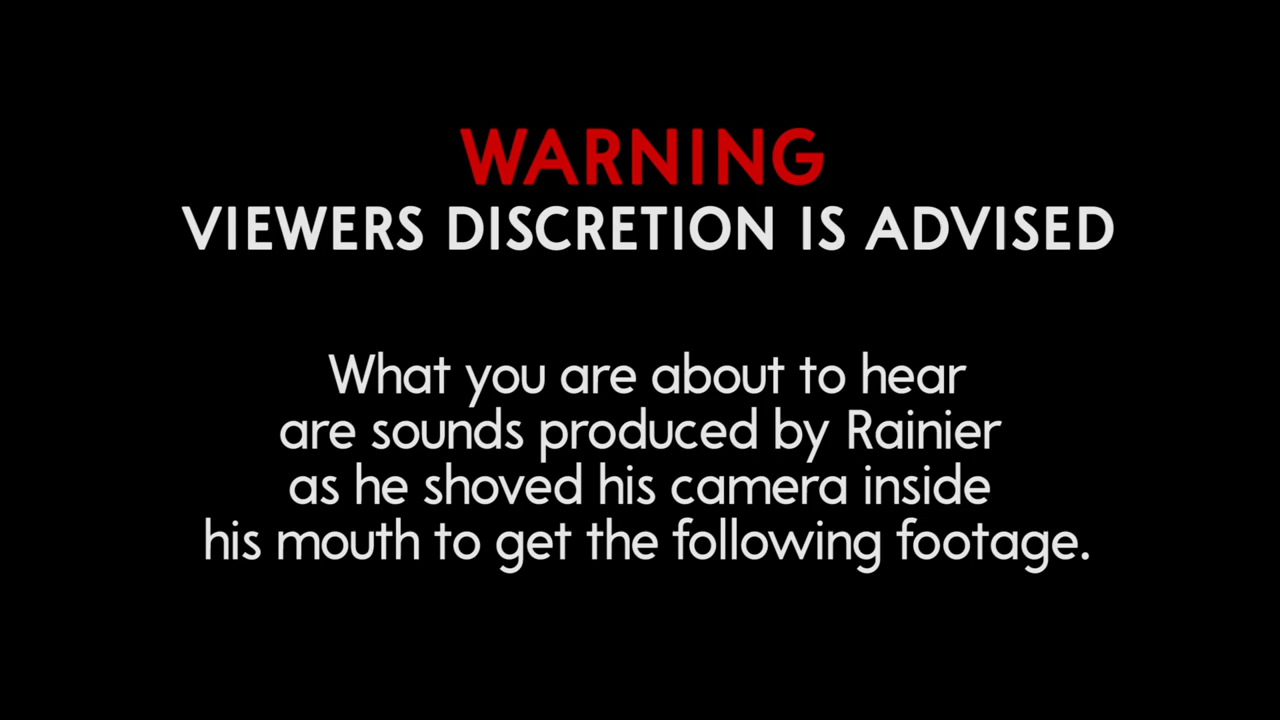 WARNING
VIEWERS DISCRETION IS ADVISED
What you are about to hear
are sounds produced by Rainier
as he shoved his camera inside
his mouth to get the following footage.